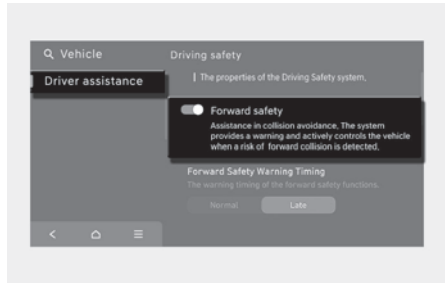 Vehicle
Driving safety
Driver assistance
The properties of the Driving Safety system.
Forward safety
Assistance in collision avoidance, The system
provides a warning and actively controls the vehicle
when a risk of forward collision is detected.
Forward Safety Warning Timing
The warning timing of the forward safety functions.
Normal
Late